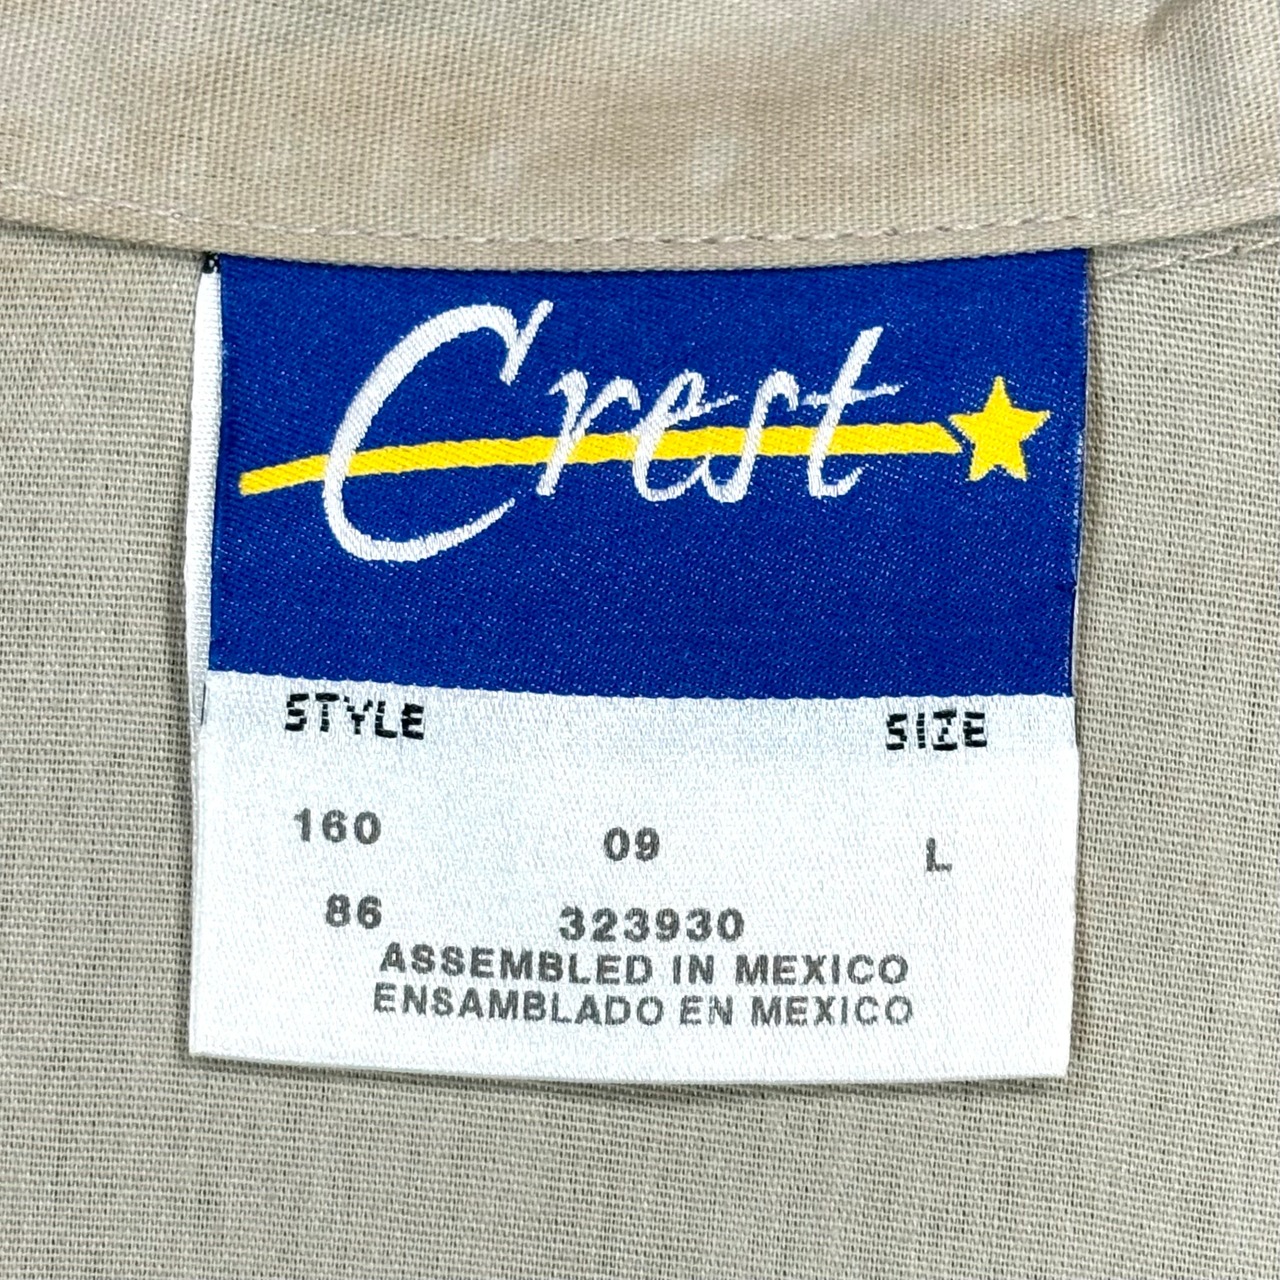 Crest
STYLE SIZE
160 09 L
86 323930
ASSEMBLED IN MEXICO
ENSAMBLADO EN MEXICO